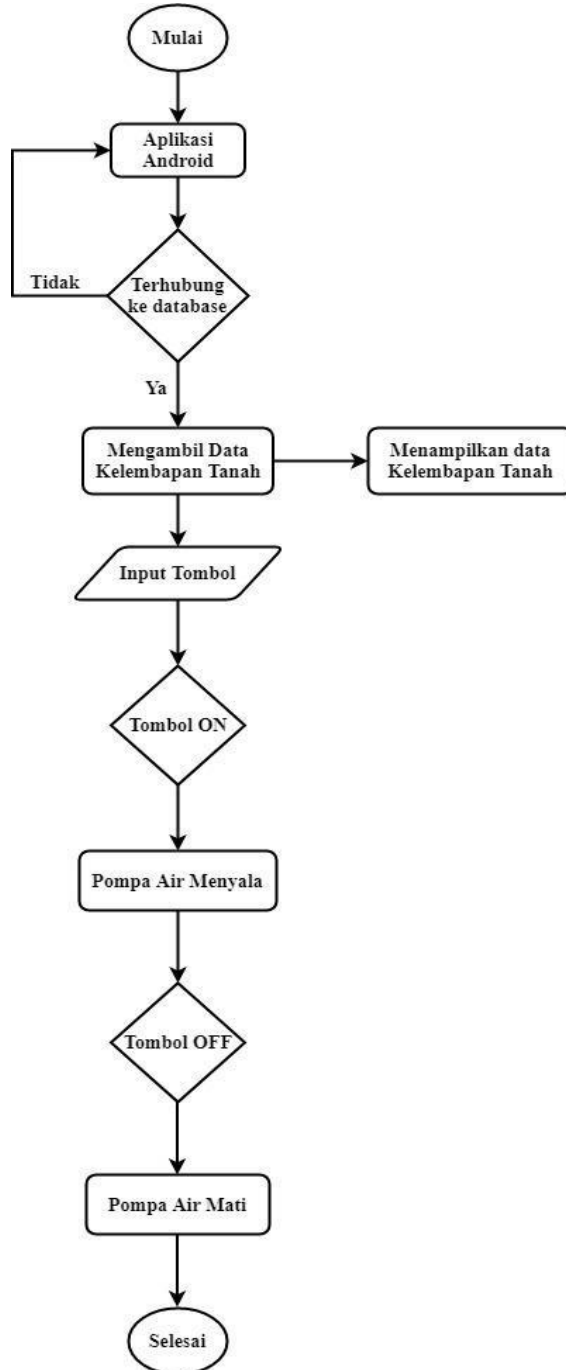 Mulai
Aplikasi
Android
Terhubung
ke database
Tidak
Ya
Mengambil Data
Kelembapan Tanah
Menampilkan data
Kelembapan Tanah
Input Tombol
Tombol ON
Pompa Air Menyala
Tombol OFF
Pompa Air Mati
Selesai